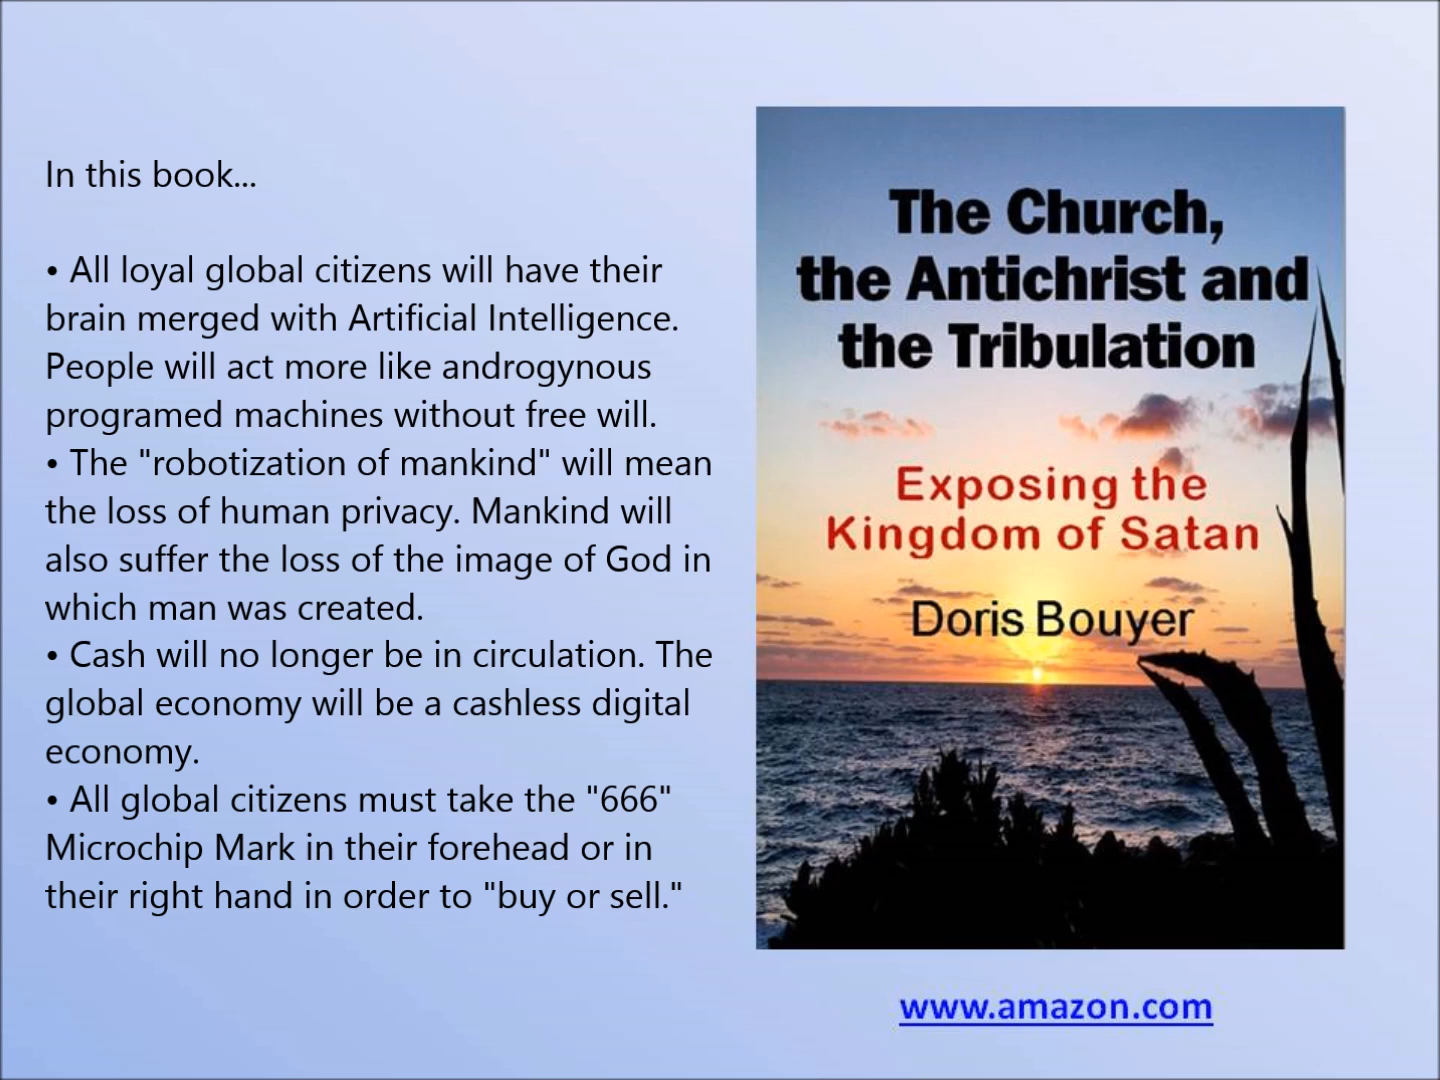 In this book...
• All loyal global citizens will have their
brain merged with Artificial Intelligence.
People will act more like androgynous
programed machines without free will.
• The "robotization of mankind" will mean
the loss of human privacy. Mankind will
also suffer the loss of the image of God in
which man was created.
• Cash will no longer be in circulation. The
global economy will be a cashless digital
economy.
• All global citizens must take the "666"
Microchip Mark in their forehead or in
their right hand in order to "buy or sell."
The Church,
the Antichrist and
the Tribulation
Exposing the
Kingdom of Satan
Doris Bouyer
www.amazon.com